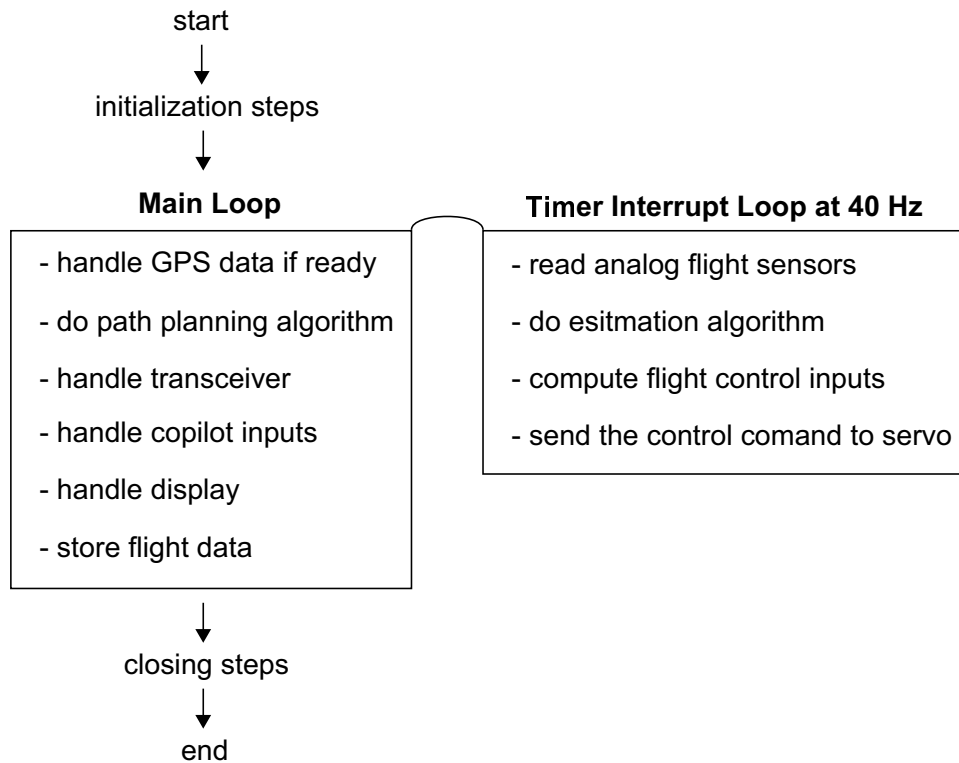 start
initialization steps
Main Loop
- handle GPS data if ready
- do path planning algorithm
- handle transceiver
- handle copilot inputs
- handle display
- store flight data
Timer Interrupt Loop at 40 Hz
- read analog flight sensors
- do esitmation algorithm
- compute flight control inputs
- send the control comand to servo
closing steps
end